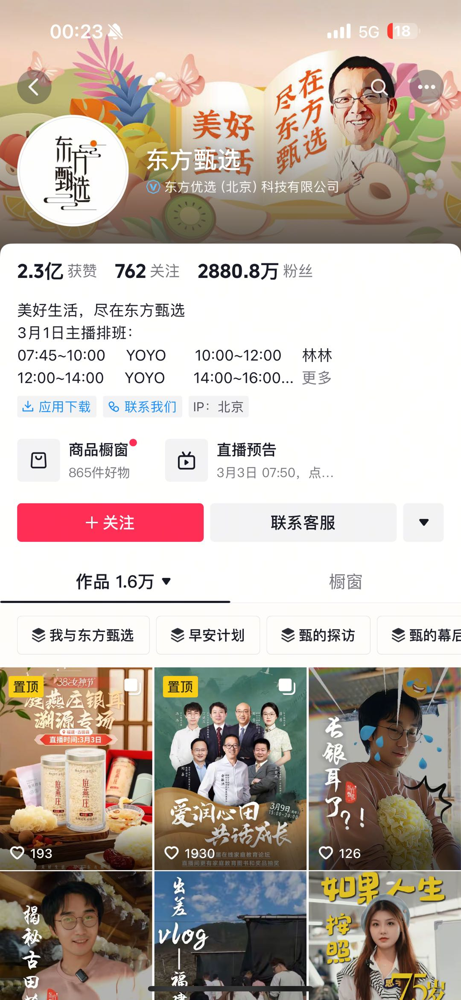 00:23
5G
18
美好
生活
尽在
东方
甄选
东方
甄选
东方甄选
东方优选（北京）科技有限公司
2.3亿 获赞 762 关注 2880.8万 粉丝
美好生活，尽在东方甄选
3月1日主播排班：
07:45~10:00 YOYO 10:00~12:00 林林
12:00~14:00 YOYO 14:00~16:00... 更多
应用下载 联系我们 IP：北京
商品橱窗
865件好物
直播预告
3月3日 07:50，点...
关注
联系客服
作品 1.6万
橱窗
我与东方甄选
早安计划
甄的探访
甄的幕后
置顶
38女神节
庭燕庄银耳
溯源专场
福建·古田县
直播时间:3月3日
庭燕庄
庭燕庄
193
置顶
爱润心田
3月9日
15:00-20:00
共话成长
届在线家庭教育论坛
直播间更有家庭教育图书和奖品抽奖
1930
长银耳了?!
东方甄选
126
揭秘古田
出差
vlog
福建
如果人生
按照
75岁